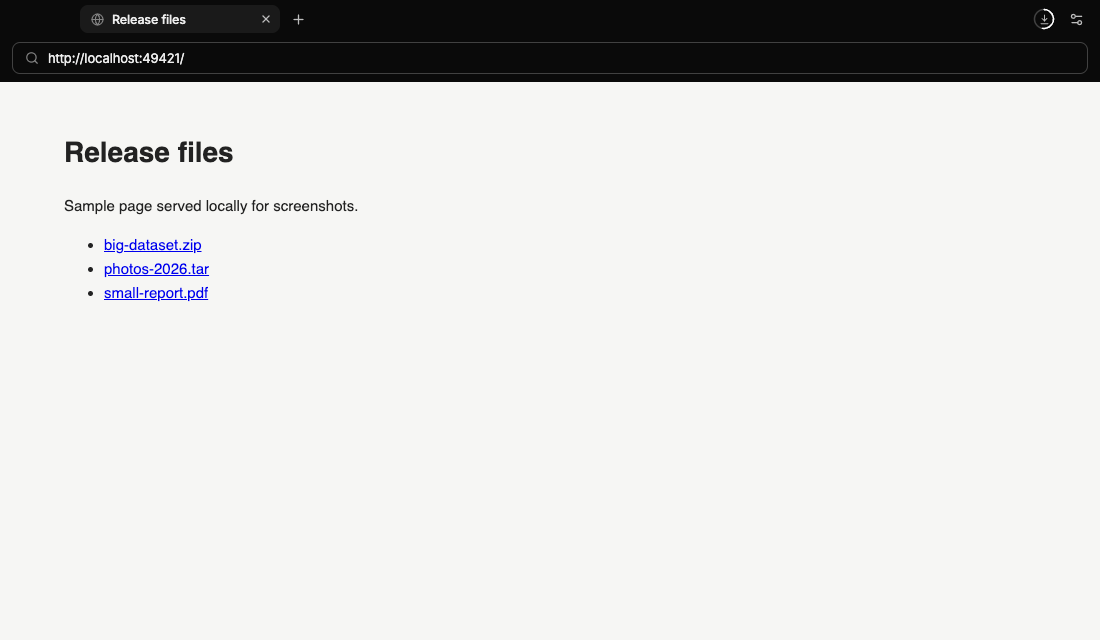 Release files
http://localhost:49421/
Release files
Sample page served locally for screenshots.
big-dataset.zip
photos-2026.tar
small-report.pdf